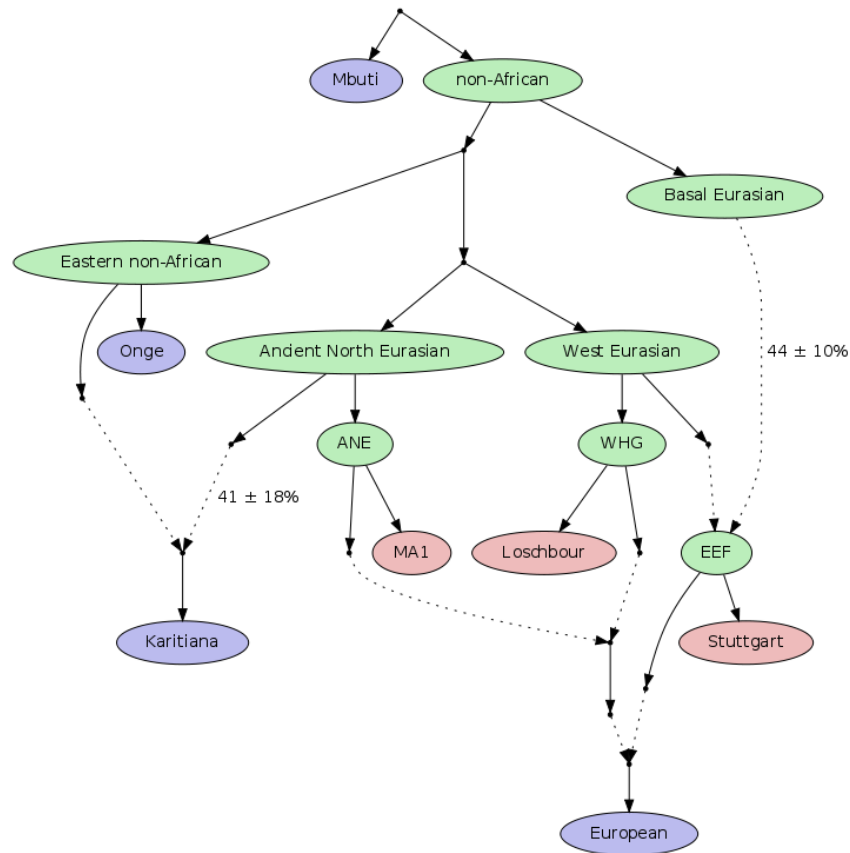 Mbuti
non-African
Basal Eurasian
Eastern non-African
Onge
Ancient North Eurasian
West Eurasian
44 ± 10%
ANE
WHG
41 ± 18%
MA1
Loschbour
EEF
Karitiana
Stuttgart
European